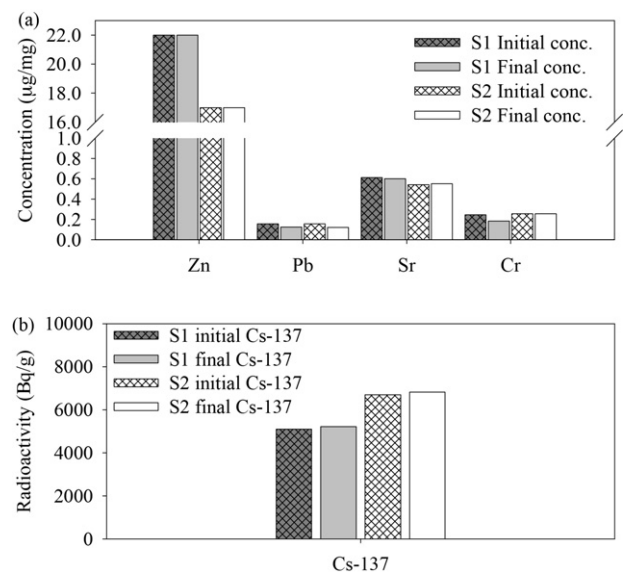 (a)
Concentration (μg/mg)
22.0
20.0
18.0
16.0
1.0
0.8
0.6
0.4
0.2
0.0
S1 Initial conc.
S1 Final conc.
S2 Initial conc.
S2 Final conc.
Zn Pb Sr Cr
(b)
Radioactivity (Bq/g)
10000
8000
6000
4000
2000
0
S1 initial Cs-137
S1 final Cs-137
S2 initial Cs-137
S2 final Cs-137
Cs-137